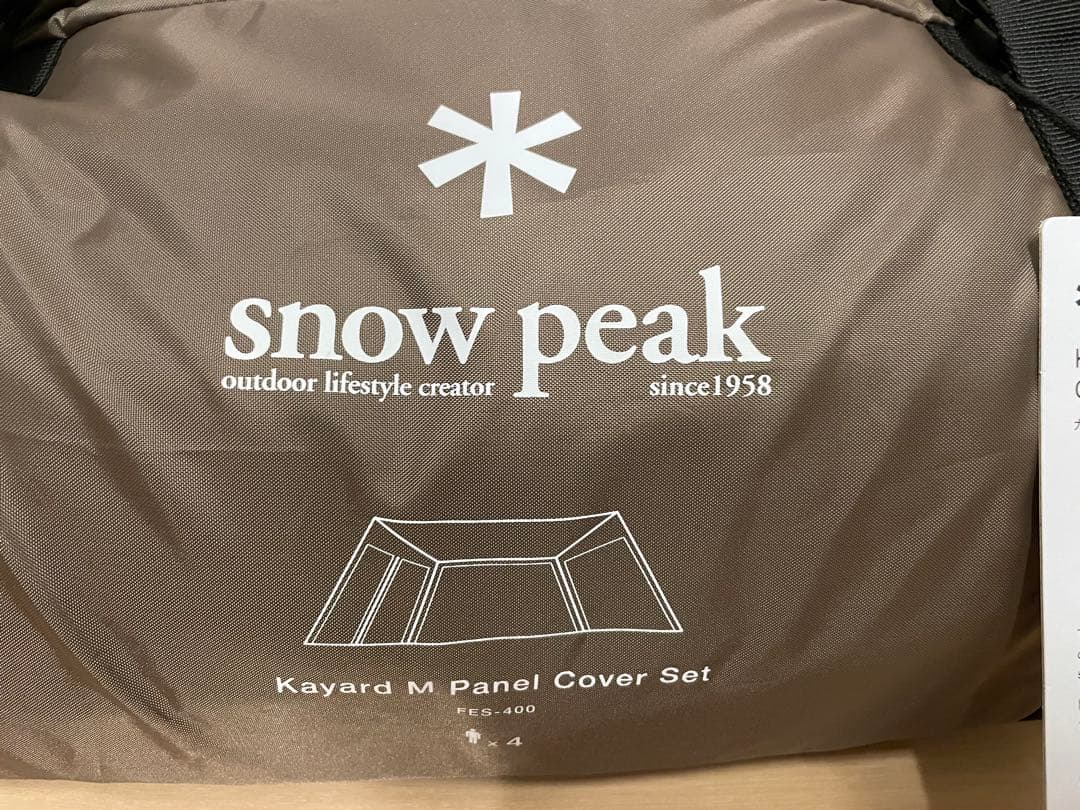 snow peak
outdoor lifestyle creator since1958
Kayard M Panel Cover Set
FES-400
× 4